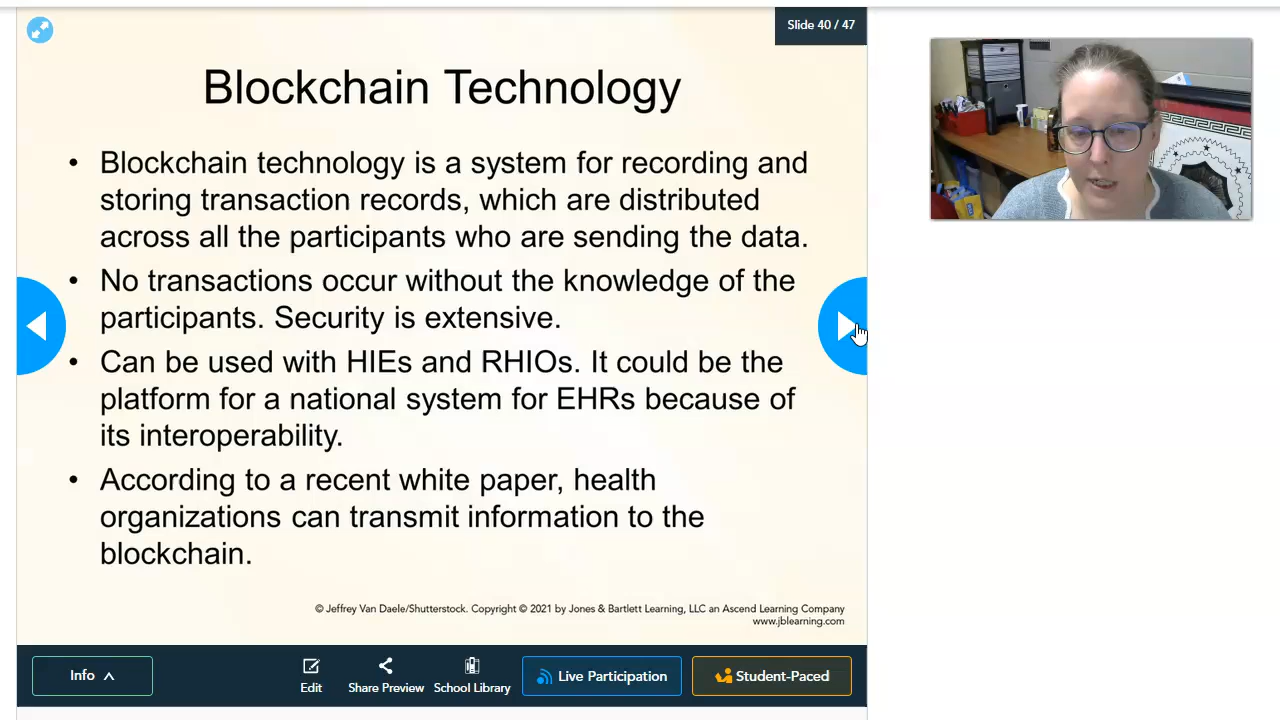 Slide 40 / 47
Blockchain Technology
• Blockchain technology is a system for recording and
storing transaction records, which are distributed
across all the participants who are sending the data.
• No transactions occur without the knowledge of the
participants. Security is extensive.
• Can be used with HIEs and RHIOs. It could be the
platform for a national system for EHRs because of
its interoperability.
• According to a recent white paper, health
organizations can transmit information to the
blockchain.
© Jeffrey Van Daele/Shutterstock. Copyright © 2021 by Jones & Bartlett Learning, LLC an Ascend Learning Company
www.jblearning.com
Info
Edit
Share Preview
School Library
Live Participation
Student-Paced